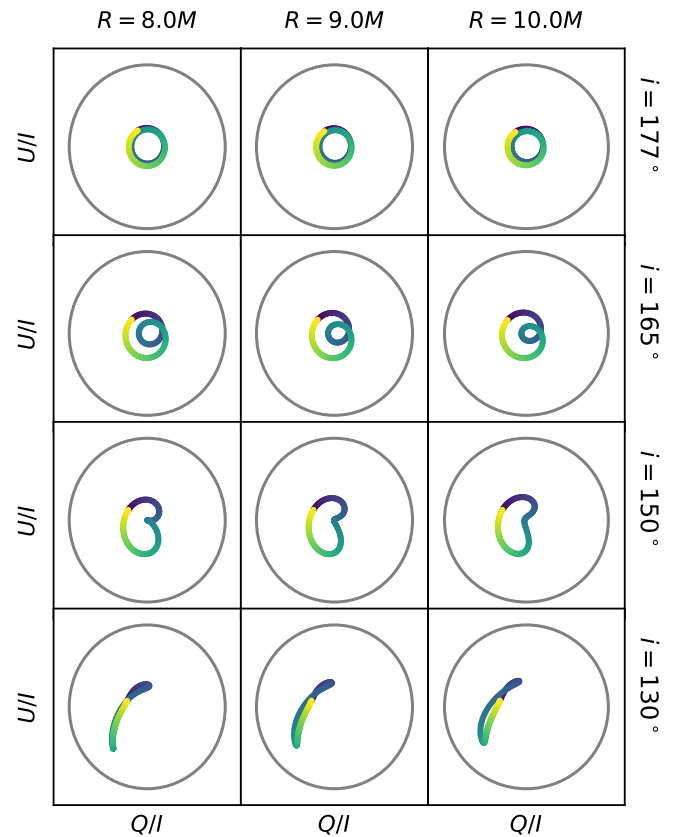 R = 8.0M R = 9.0M R = 10.0M
U/I i = 177°
U/I i = 165°
U/I i = 150°
U/I i = 130°
Q/I Q/I Q/I